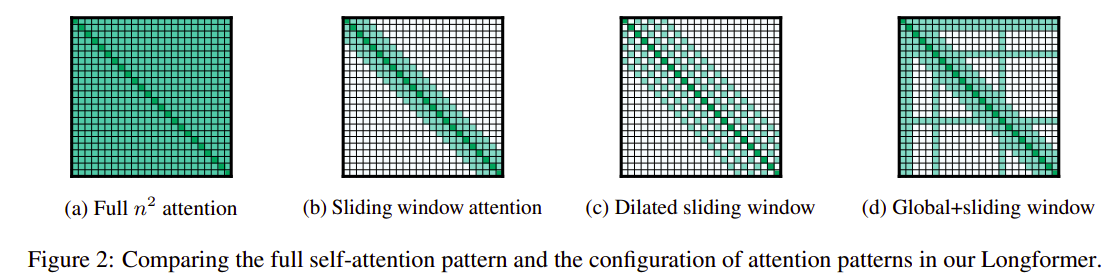 (a) Full n² attention
(b) Sliding window attention
(c) Dilated sliding window
(d) Global+sliding window
Figure 2: Comparing the full self-attention pattern and the configuration of attention patterns in our Longformer.